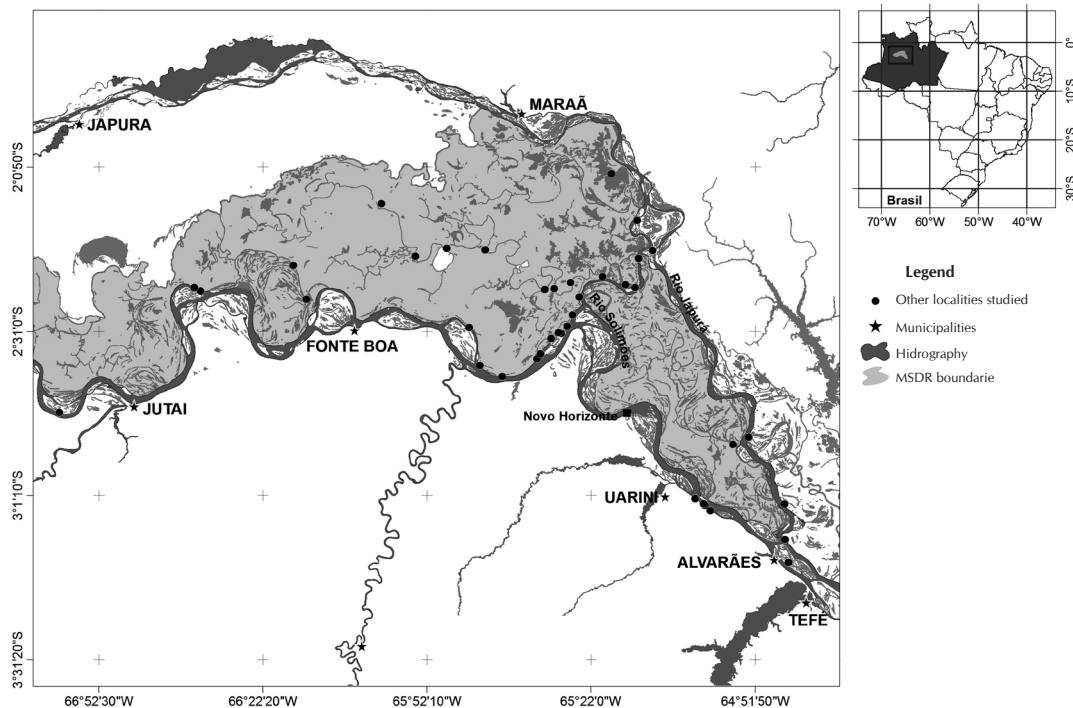 MARAÃ
JAPURA
2°0'50"S
Rio Japurá
Rio Solimões
2°31'0"S
FONTE BOA
JUTAI
Novo Horizonte
3°1'10"S
UARINI
ALVARÃES
TEFÉ
3°31'20"S
66°52'30"W
66°22'20"W
65°52'10"W
65°22'0"W
64°51'50"W
0°
10°S
20°S
30°S
Brasil
70°W
60°W
50°W
40°W
Legend
Other localities studied
Municipalities
Hidrography
MSDR boundarie